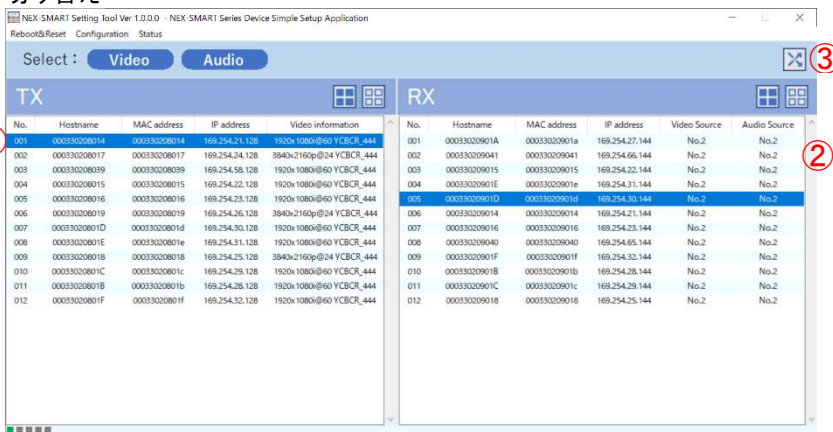 切り替え
NEX-SMART Setting Tool Ver 1.0.0.0 - NEX-SMART Series Device Simple Setup Application
Reboot&Reset Configuration Status
Select： Video Audio
③
TX RX
No. Hostname MAC address IP address Video information No. Hostname MAC address IP address Video Source Audio Source
001 000330208014 000330208014 169.254.21.128 1920x1080i@60 YCBCR_444 001 00033020901A 00033020901a 169.254.27.144 No.2 No.2
②
002 000330208017 000330208017 169.254.24.128 3840x2160p@24 YCBCR_444 002 000330209041 000330209041 169.254.66.144 No.2 No.2
003 000330208039 000330208039 169.254.58.128 1920x1080i@60 YCBCR_444 003 000330209015 000330209015 169.254.22.144 No.2 No.2
004 000330208015 000330208015 169.254.22.128 1920x1080i@60 YCBCR_444 004 00033020901E 00033020901e 169.254.31.144 No.2 No.2
005 000330208016 000330208016 169.254.23.128 1920x1080i@60 YCBCR_444 005 00033020901D 00033020901d 169.254.30.144 No.2 No.2
006 000330208019 000330208019 169.254.26.128 3840x2160p@24 YCBCR_444 006 000330209014 000330209014 169.254.21.144 No.2 No.2
007 00033020801D 00033020801d 169.254.30.128 1920x1080i@60 YCBCR_444 007 000330209016 000330209016 169.254.23.144 No.2 No.2
008 00033020801E 00033020801e 169.254.31.128 1920x1080i@60 YCBCR_444 008 000330209040 000330209040 169.254.65.144 No.2 No.2
009 000330208018 000330208018 169.254.25.128 3840x2160p@24 YCBCR_444 009 00033020901F 00033020901f 169.254.32.144 No.2 No.2
010 00033020801C 00033020801c 169.254.29.128 1920x1080i@60 YCBCR_444 010 00033020901B 00033020901b 169.254.28.144 No.2 No.2
011 00033020801B 00033020801b 169.254.28.128 1920x1080i@60 YCBCR_444 011 00033020901C 00033020901c 169.254.29.144 No.2 No.2
012 00033020801F 00033020801f 169.254.32.128 1920x1080i@60 YCBCR_444 012 000330209018 000330209018 169.254.25.144 No.2 No.2